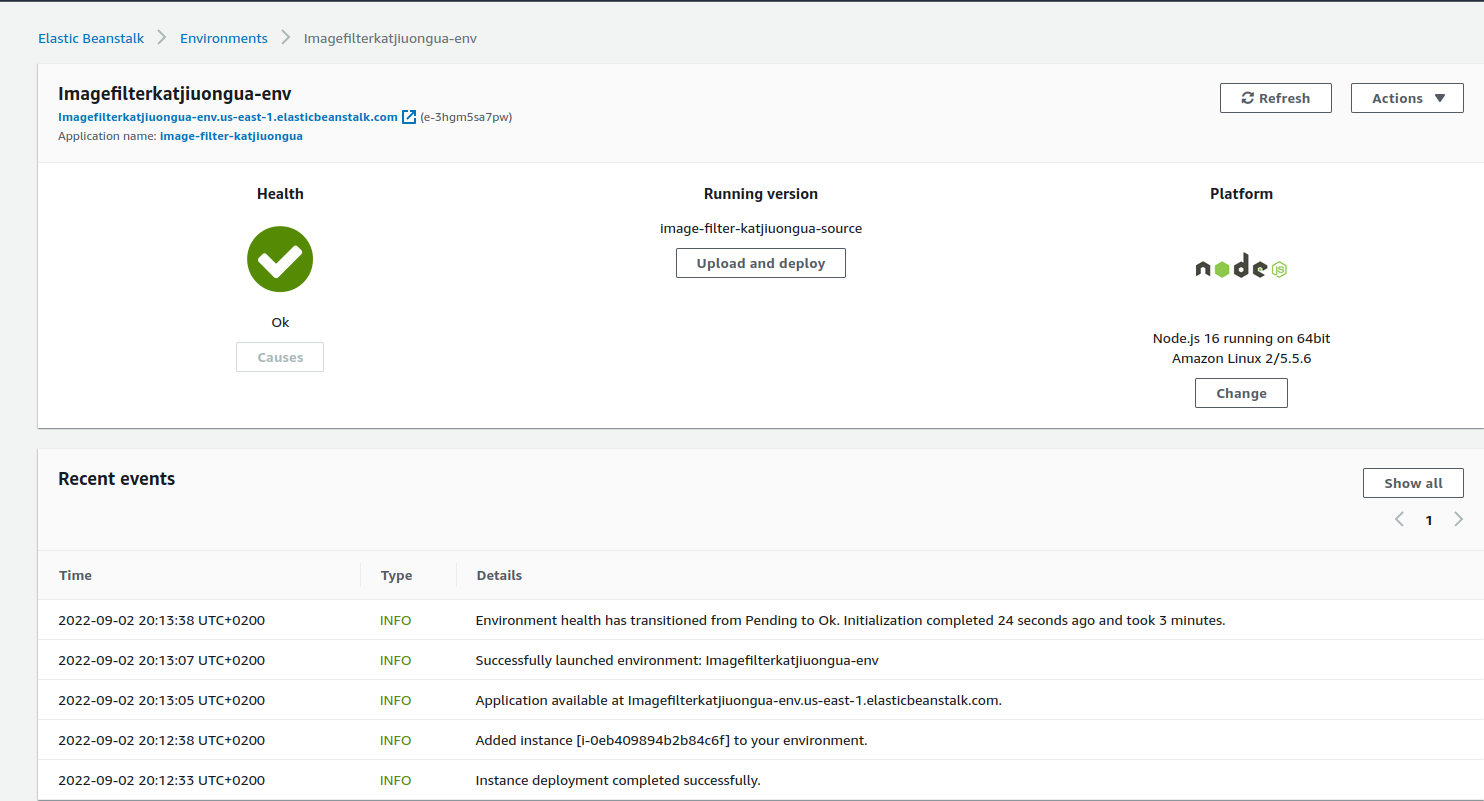 Elastic Beanstalk > Environments > Imagefilterkatjiuongua-env
Imagefilterkatjiuongua-env
Imagefilterkatjiuongua-env.us-east-1.elasticbeanstalk.com (e-3hgm5sa7pw)
Application name: image-filter-katjiuongua
Refresh
Actions
Health
Ok
Causes
Running version
image-filter-katjiuongua-source
Upload and deploy
Platform
node JS
Node.js 16 running on 64bit
Amazon Linux 2/5.5.6
Change
Recent events
Show all
1
Time Type Details
2022-09-02 20:13:38 UTC+0200 INFO Environment health has transitioned from Pending to Ok. Initialization completed 24 seconds ago and took 3 minutes.
2022-09-02 20:13:07 UTC+0200 INFO Successfully launched environment: Imagefilterkatjiuongua-env
2022-09-02 20:13:05 UTC+0200 INFO Application available at Imagefilterkatjiuongua-env.us-east-1.elasticbeanstalk.com.
2022-09-02 20:12:38 UTC+0200 INFO Added instance [i-0eb409894b2b84c6f] to your environment.
2022-09-02 20:12:33 UTC+0200 INFO Instance deployment completed successfully.